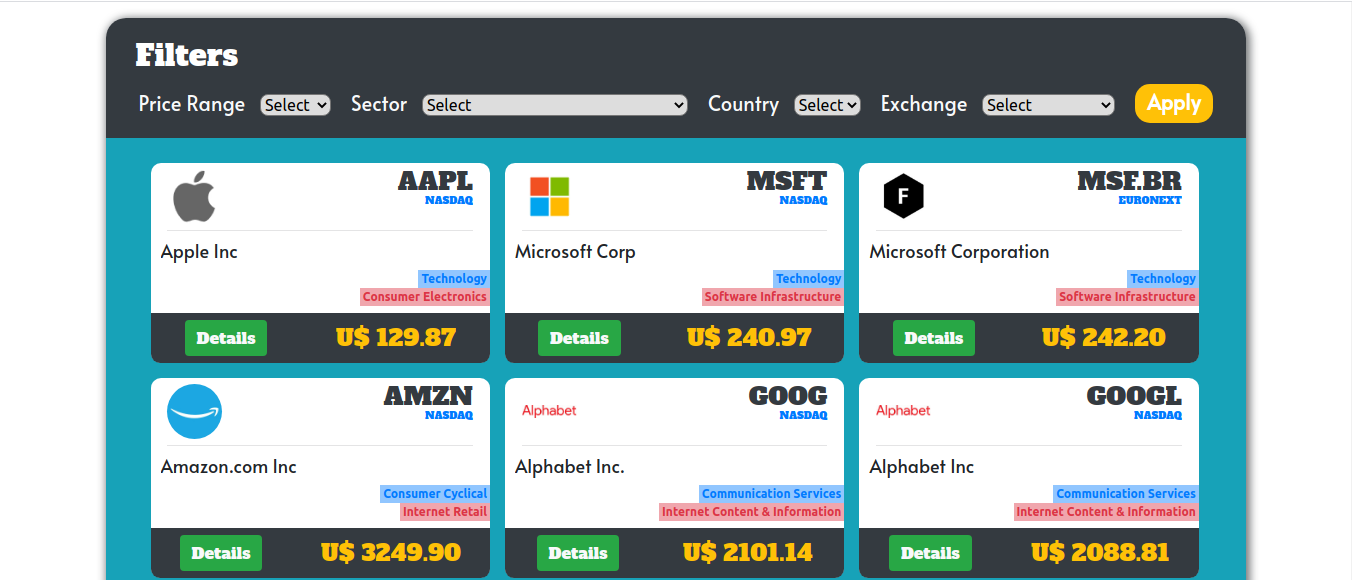 Filters
Price Range Select Sector Select Country Select Exchange Select Apply
AAPL
NASDAQ
Apple Inc
Technology
Consumer Electronics
Details U$ 129.87
MSFT
NASDAQ
Microsoft Corp
Technology
Software Infrastructure
Details U$ 240.97
F
MSF.BR
EURONEXT
Microsoft Corporation
Technology
Software Infrastructure
Details U$ 242.20
AMZN
NASDAQ
Amazon.com Inc
Consumer Cyclical
Internet Retail
Details U$ 3249.90
Alphabet
GOOG
NASDAQ
Alphabet Inc.
Communication Services
Internet Content & Information
Details U$ 2101.14
Alphabet
GOOGL
NASDAQ
Alphabet Inc
Communication Services
Internet Content & Information
Details U$ 2088.81